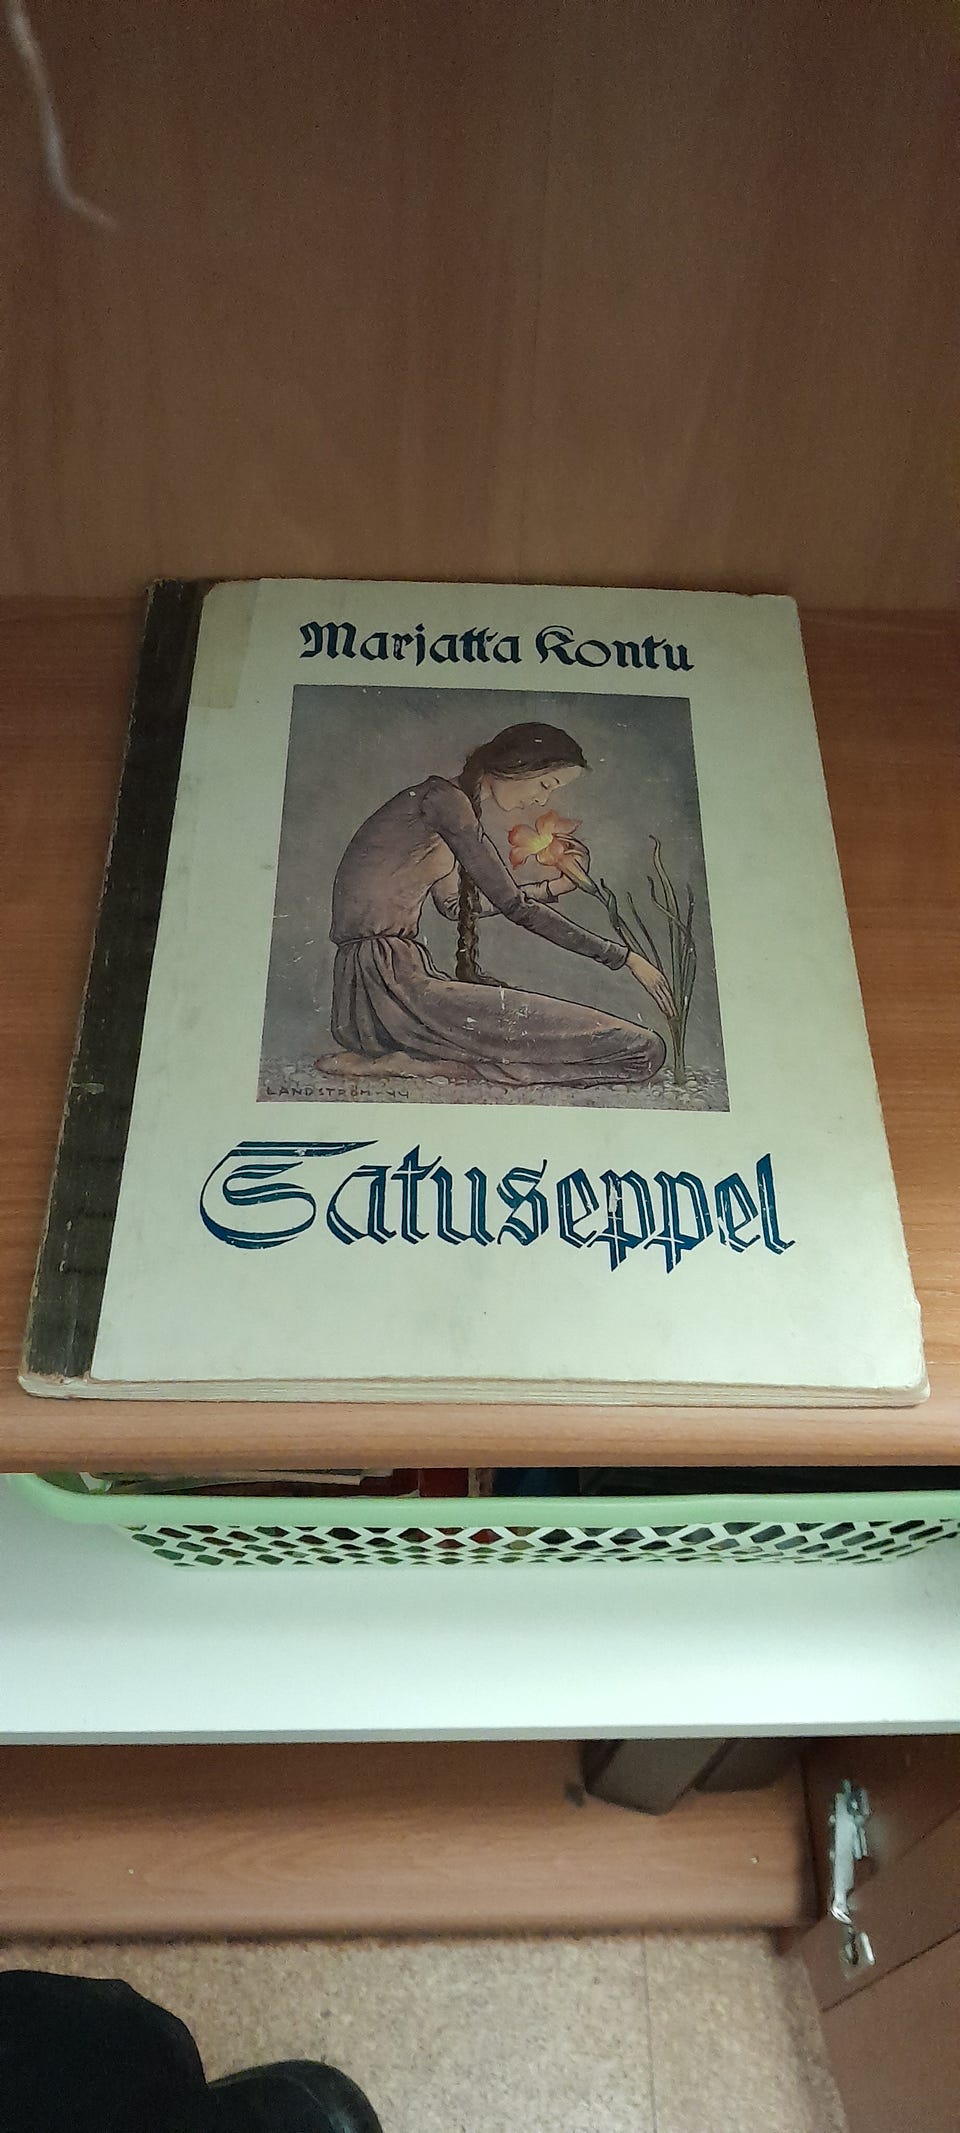 Marjatta Kontu
LANDSTRÖM-44
Satuseppel